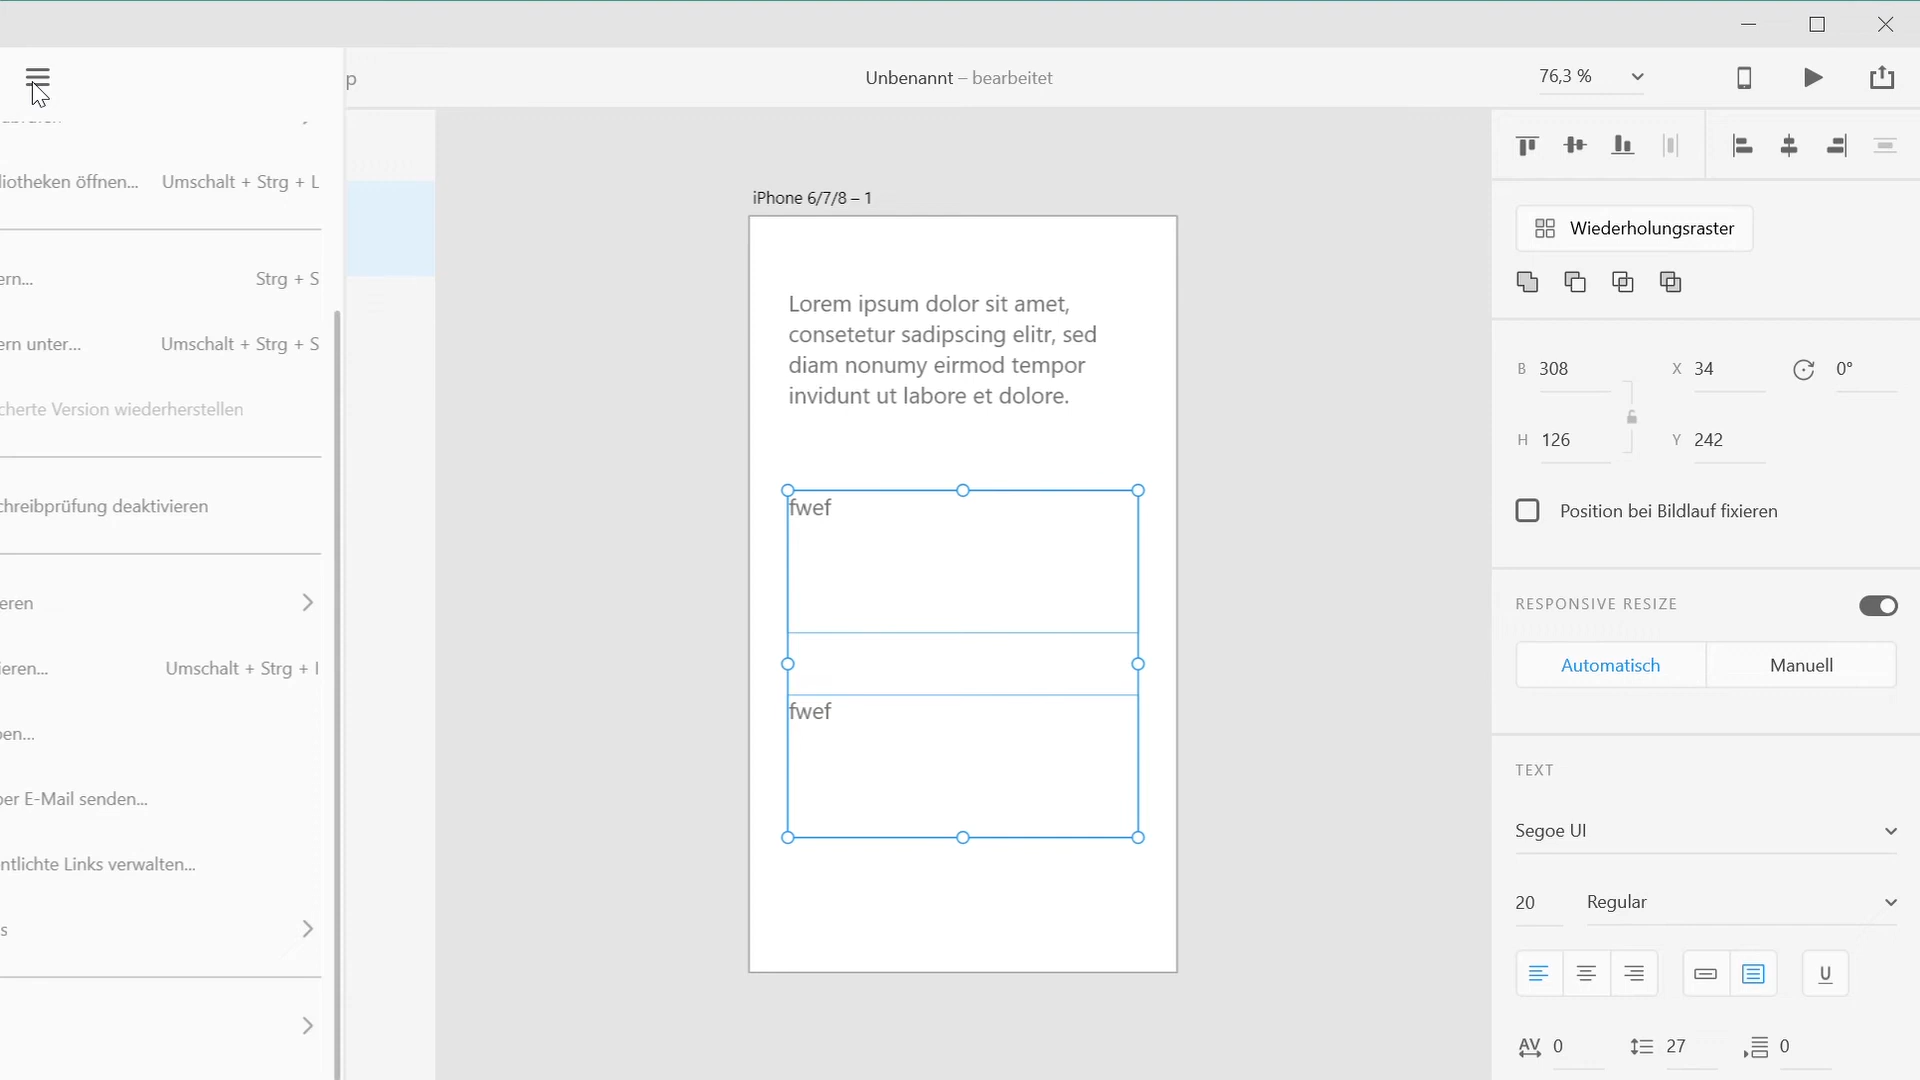 p
Unbenannt – bearbeitet
76,3 %
liotheken öffnen... Umschalt + Strg + L
ern... Strg + S
ern unter... Umschalt + Strg + S
cherte Version wiederherstellen
chreibprüfung deaktivieren
eren
ieren... Umschalt + Strg + I
en...
er E-Mail senden...
ntlichte Links verwalten...
s
iPhone 6/7/8 – 1
Lorem ipsum dolor sit amet,
consetetur sadipscing elitr, sed
diam nonumy eirmod tempor
invidunt ut labore et dolore.
fwef
fwef
Wiederholungsraster
B 308 X 34 0°
H 126 Y 242
Position bei Bildlauf fixieren
RESPONSIVE RESIZE
Automatisch Manuell
TEXT
Segoe UI
20 Regular
U
AV 0 27 0